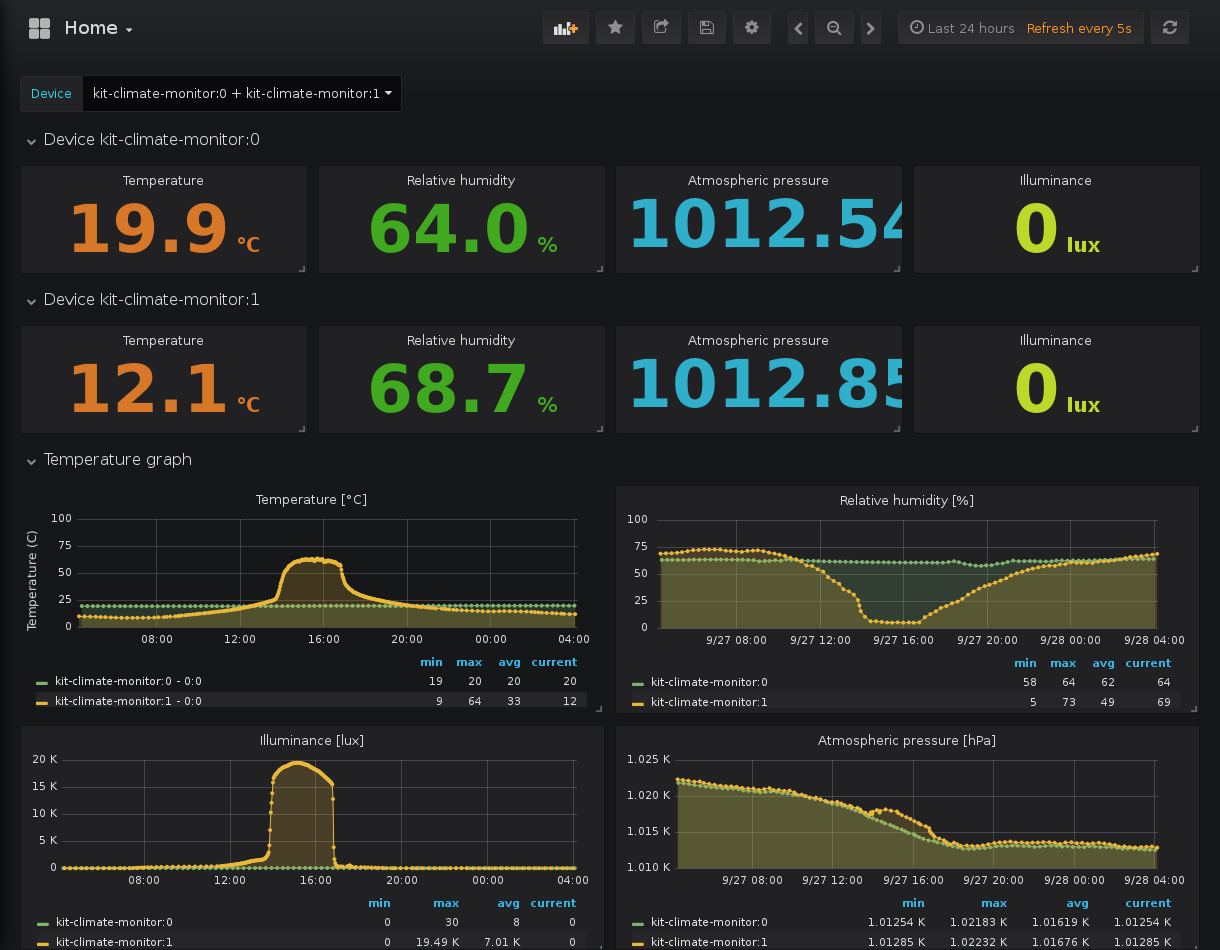 Home
Last 24 hours Refresh every 5s
Device kit-climate-monitor:0 + kit-climate-monitor:1
Device kit-climate-monitor:0
Temperature Relative humidity Atmospheric pressure Illuminance
19.9 °C 64.0 % 1012.54 0 lux
Device kit-climate-monitor:1
Temperature Relative humidity Atmospheric pressure Illuminance
12.1 °C 68.7 % 1012.85 0 lux
Temperature graph
Temperature [°C]
Temperature (C)
100
75
50
25
0
08:00 12:00 16:00 20:00 00:00 04:00
min max avg current
kit-climate-monitor:0 - 0:0 19 20 20 20
kit-climate-monitor:1 - 0:0 9 64 33 12
Relative humidity [%]
100
75
50
25
0
9/27 08:00 9/27 12:00 9/27 16:00 9/27 20:00 9/28 00:00 9/28 04:00
min max avg current
kit-climate-monitor:0 58 64 62 64
kit-climate-monitor:1 5 73 49 69
Illuminance [lux]
20 K
15 K
10 K
5 K
0
08:00 12:00 16:00 20:00 00:00 04:00
min max avg current
kit-climate-monitor:0 0 30 8 0
kit-climate-monitor:1 0 19.49 K 7.01 K 0
Atmospheric pressure [hPa]
1.025 K
1.020 K
1.015 K
1.010 K
9/27 08:00 9/27 12:00 9/27 16:00 9/27 20:00 9/28 00:00 9/28 04:00
min max avg current
kit-climate-monitor:0 1.01254 K 1.02183 K 1.01619 K 1.01254 K
kit-climate-monitor:1 1.01285 K 1.02232 K 1.01676 K 1.01285 K